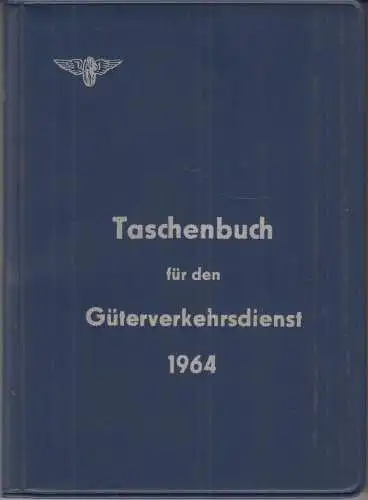 Taschenbuch
für den
Güterverkehrsdienst
1964